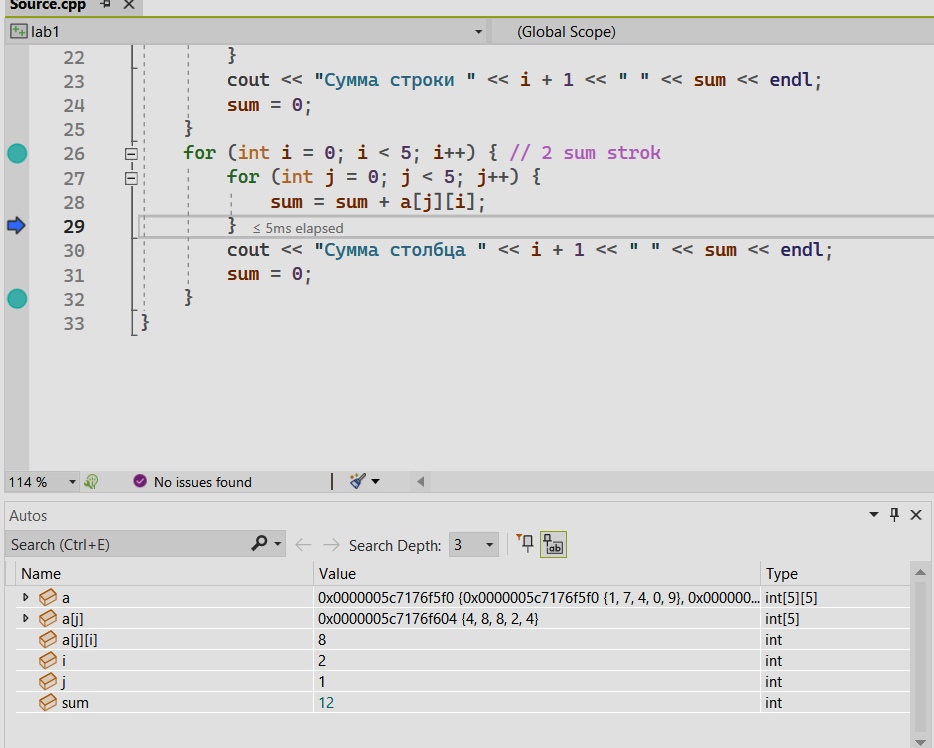 Source.cpp
lab1 (Global Scope)
22 }
23 cout << "Сумма строки " << i + 1 << " " << sum << endl;
24 sum = 0;
25 }
26 for (int i = 0; i < 5; i++) { // 2 sum strok
27 for (int j = 0; j < 5; j++) {
28 sum = sum + a[j][i];
29 } ≤ 5ms elapsed
30 cout << "Сумма столбца " << i + 1 << " " << sum << endl;
31 sum = 0;
32 }
33 }
114 % No issues found
Autos
Search (Ctrl+E) Search Depth: 3
Name Value Type
a 0x0000005c7176f5f0 {0x0000005c7176f5f0 {1, 7, 4, 0, 9}, 0x000000... int[5][5]
a[j] 0x0000005c7176f604 {4, 8, 8, 2, 4} int[5]
a[j][i] 8 int
i 2 int
j 1 int
sum 12 int